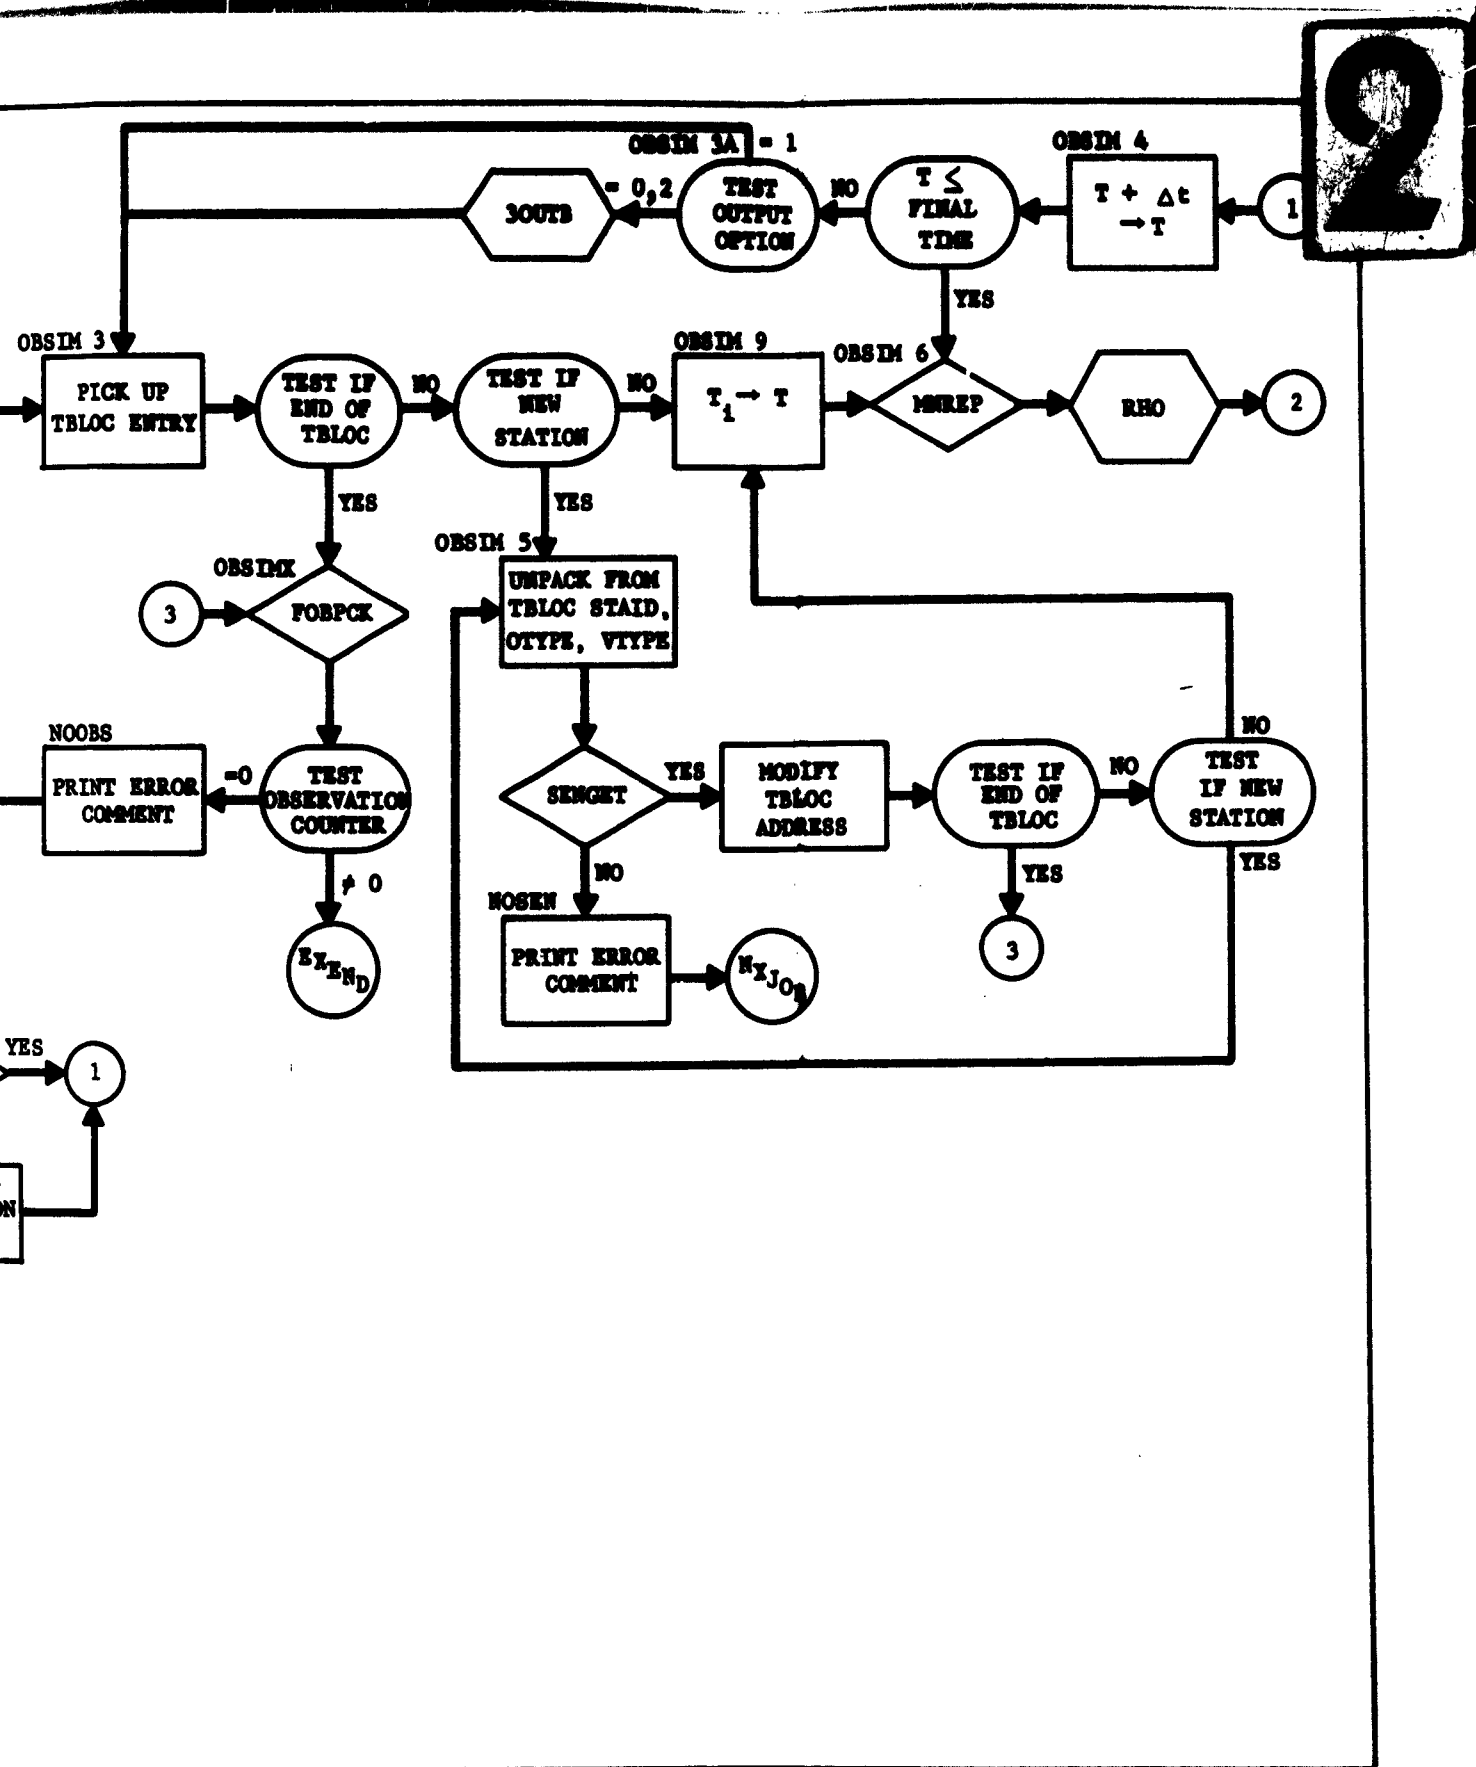 2
OBSIM 3A
= 1
OBSIM 4
3OUTB
= 0,2
TEST
OUTPUT
OPTION
NO
T ≤
FINAL
TIME
T + Δt
→ T
1
YES
OBSIM 3
PICK UP
TBLOC ENTRY
TEST IF
END OF
TBLOC
NO
TEST IF
NEW
STATION
NO
OBSIM 9
T i → T
OBSIM 6
MNREP
RHO
2
YES
YES
OBSIMX
3
FOBPCK
OBSIM 5
UNPACK FROM
TBLOC STAID,
OTYPE, VTYPE
NOOBS
PRINT ERROR
COMMENT
=0
TEST
OBSERVATION
COUNTER
≠ 0
EXEND
SENGET
YES
MODIFY
TBLOC
ADDRESS
TEST IF
END OF
TBLOC
NO
NO
TEST
IF NEW
STATION
YES
YES
3
NO
NOSEN
PRINT ERROR
COMMENT
NXJOB
YES
1
ON